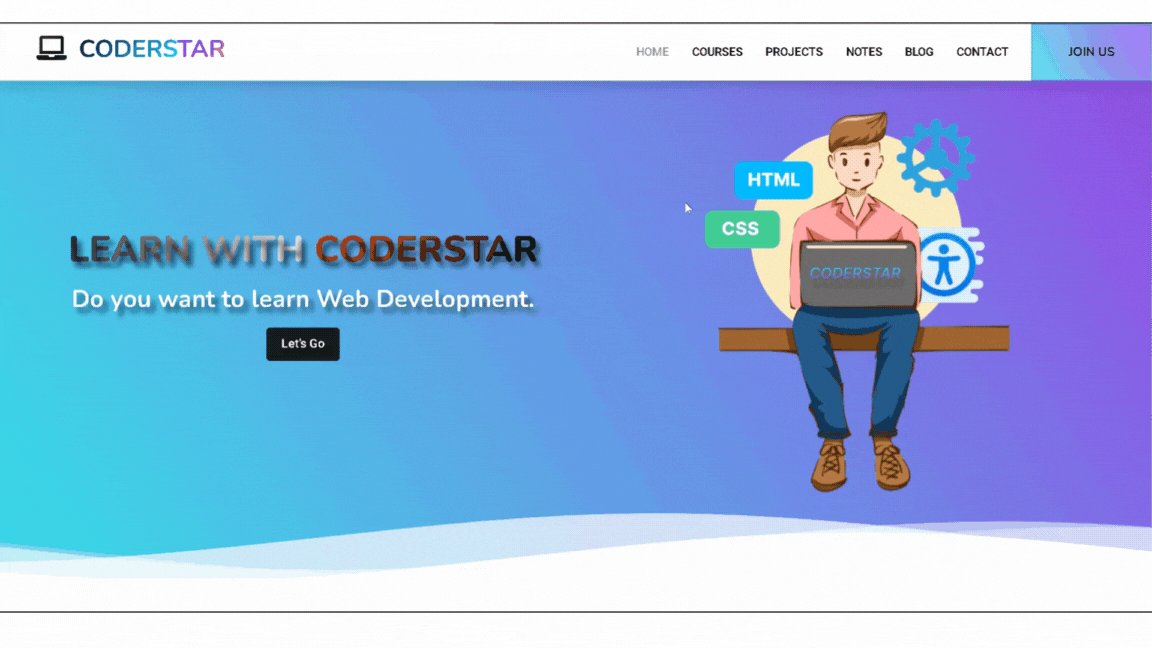 CODERSTAR
HOME COURSES PROJECTS NOTES BLOG CONTACT JOIN US
HTML
CSS
LEARN WITH CODERSTAR
Do you want to learn Web Development.
Let's Go
CODERSTAR